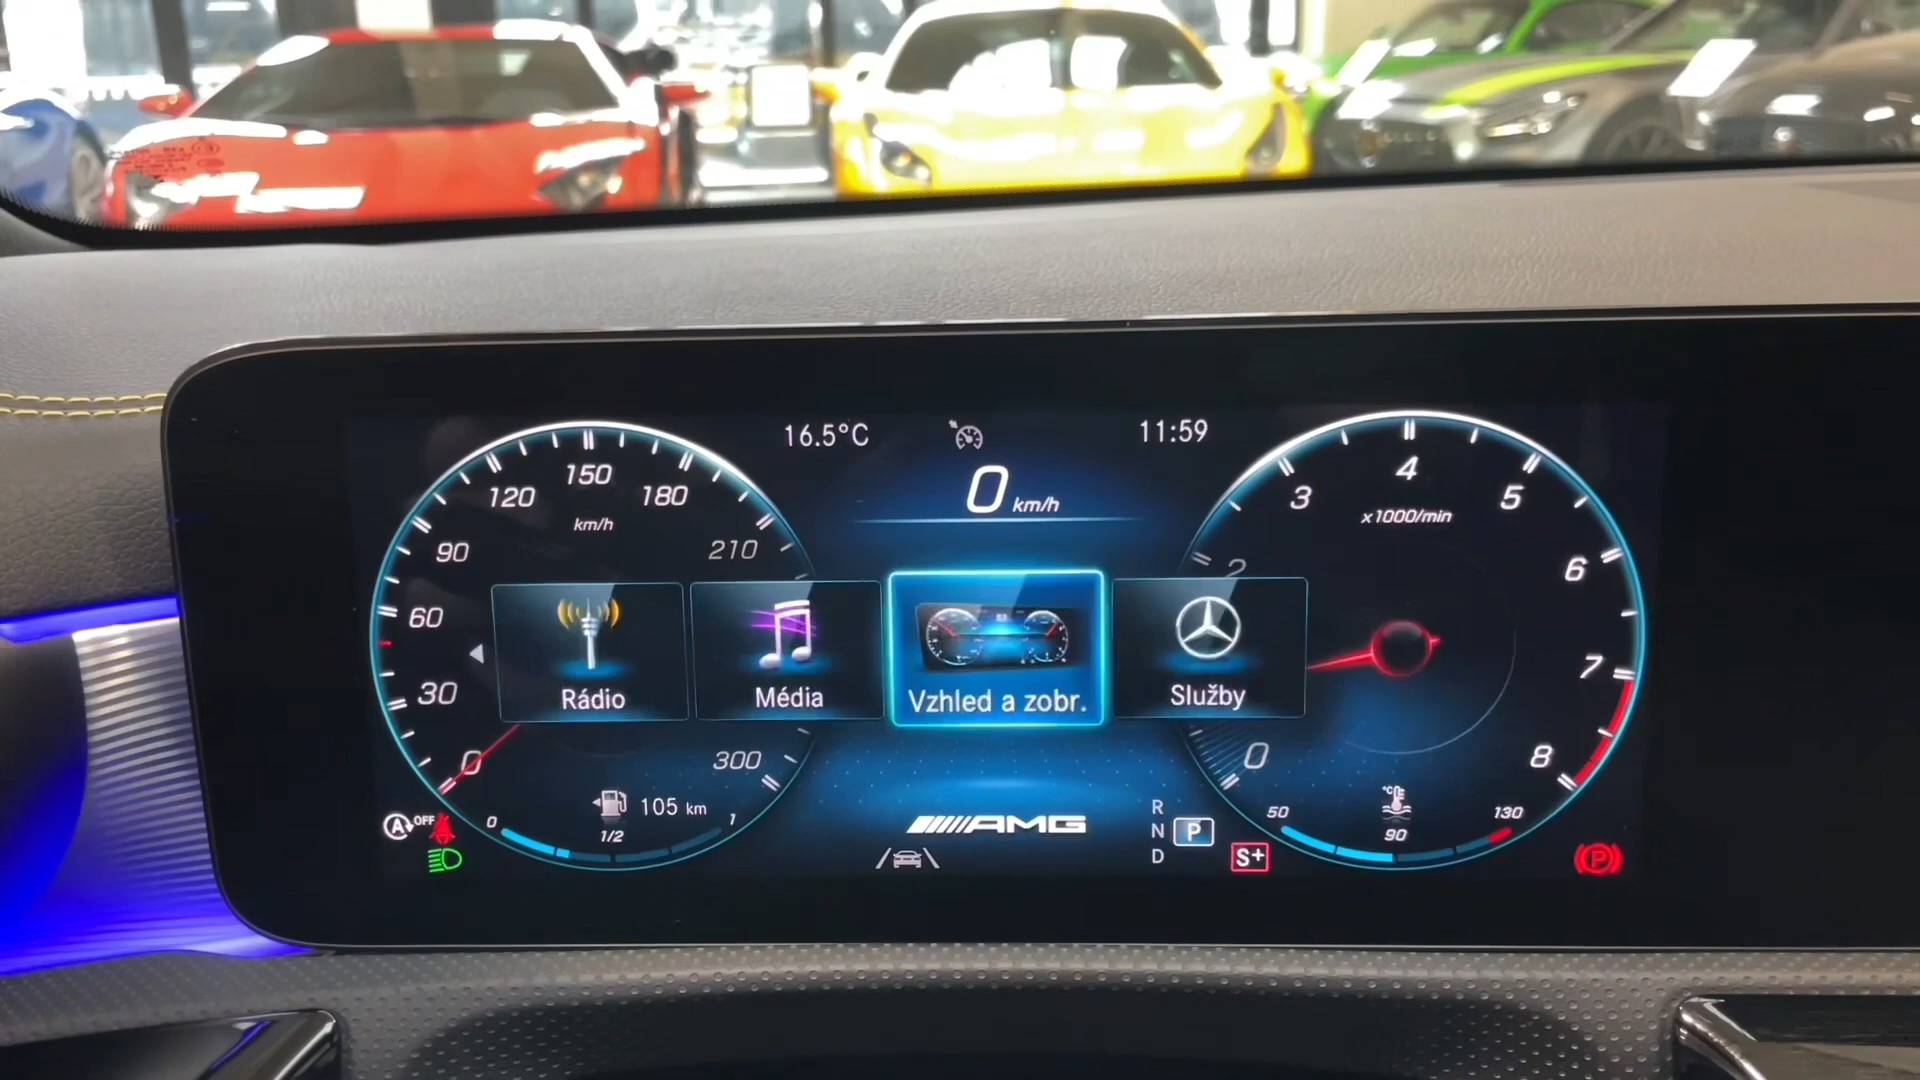 16.5°C
11:59
0 km/h
120
150
180
km/h
90
210
60
30
0
300
3
4
5
x1000/min
2
6
7
8
0
Rádio
Média
Vzhled a zobr.
Služby
105 km
0
1/2
1
A OFF
AMG
R
N
P
D
S+
°C
50
90
130
P